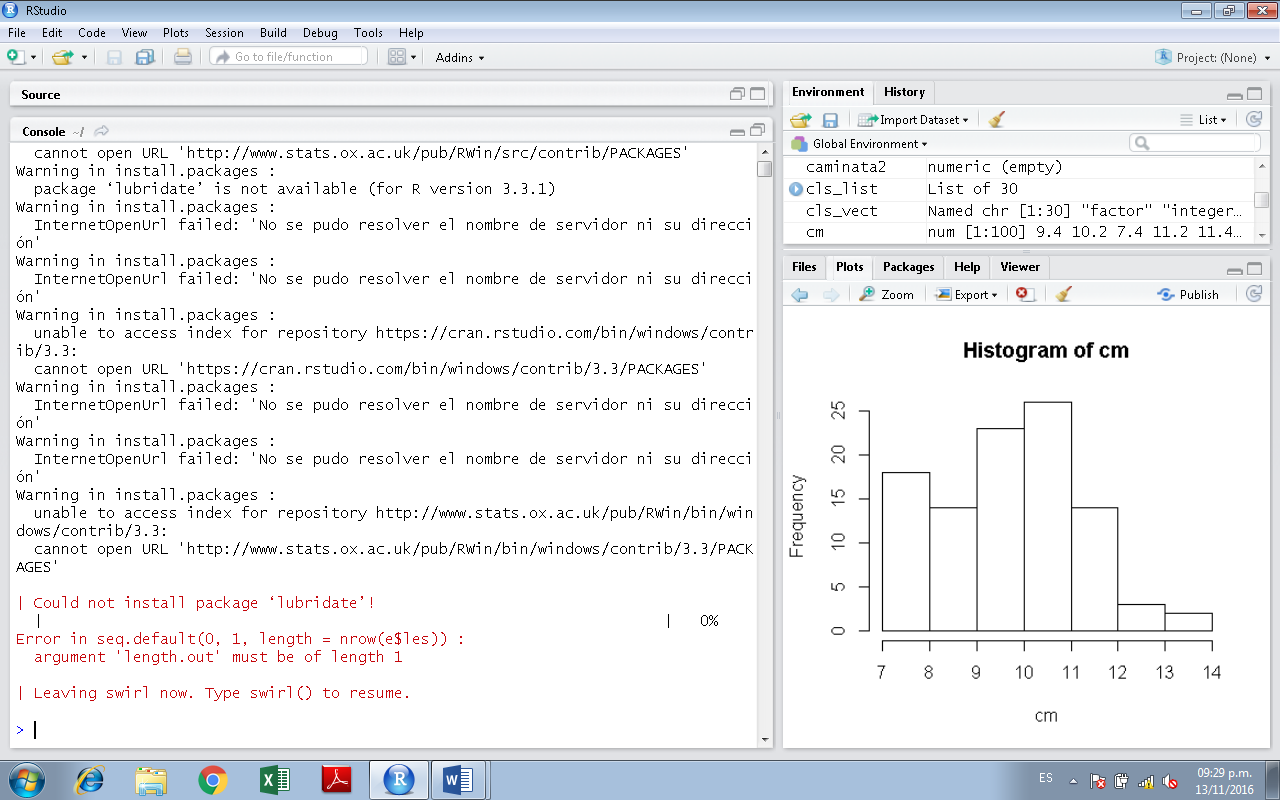 RStudio
File Edit Code View Plots Session Build Debug Tools Help
Go to file/function
Addins
Project: (None)
Source
Console ~/
cannot open URL 'http://www.stats.ox.ac.uk/pub/RWin/src/contrib/PACKAGES'
Warning in install.packages :
package ‘lubridate’ is not available (for R version 3.3.1)
Warning in install.packages :
InternetOpenUrl failed: 'No se pudo resolver el nombre de servidor ni su direcci
ón'
Warning in install.packages :
InternetOpenUrl failed: 'No se pudo resolver el nombre de servidor ni su direcci
ón'
Warning in install.packages :
unable to access index for repository https://cran.rstudio.com/bin/windows/contr
ib/3.3:
cannot open URL 'https://cran.rstudio.com/bin/windows/contrib/3.3/PACKAGES'
Warning in install.packages :
InternetOpenUrl failed: 'No se pudo resolver el nombre de servidor ni su direcci
ón'
Warning in install.packages :
InternetOpenUrl failed: 'No se pudo resolver el nombre de servidor ni su direcci
ón'
Warning in install.packages :
unable to access index for repository http://www.stats.ox.ac.uk/pub/RWin/bin/win
dows/contrib/3.3:
cannot open URL 'http://www.stats.ox.ac.uk/pub/RWin/bin/windows/contrib/3.3/PACK
AGES'
| Could not install package ‘lubridate’!
| | 0%
Error in seq.default(0, 1, length = nrow(e$les)) :
argument 'length.out' must be of length 1
| Leaving swirl now. Type swirl() to resume.
>
Environment History
Import Dataset
List
Global Environment
caminata2 numeric (empty)
cls_list List of 30
cls_vect Named chr [1:30] "factor" "integer...
cm num [1:100] 9.4 10.2 7.4 11.2 11.4...
Files Plots Packages Help Viewer
Zoom Export Publish
Histogram of cm
Frequency
25
20
15
10
5
0
7 8 9 10 11 12 13 14
cm
ES
09:29 p.m.
13/11/2016